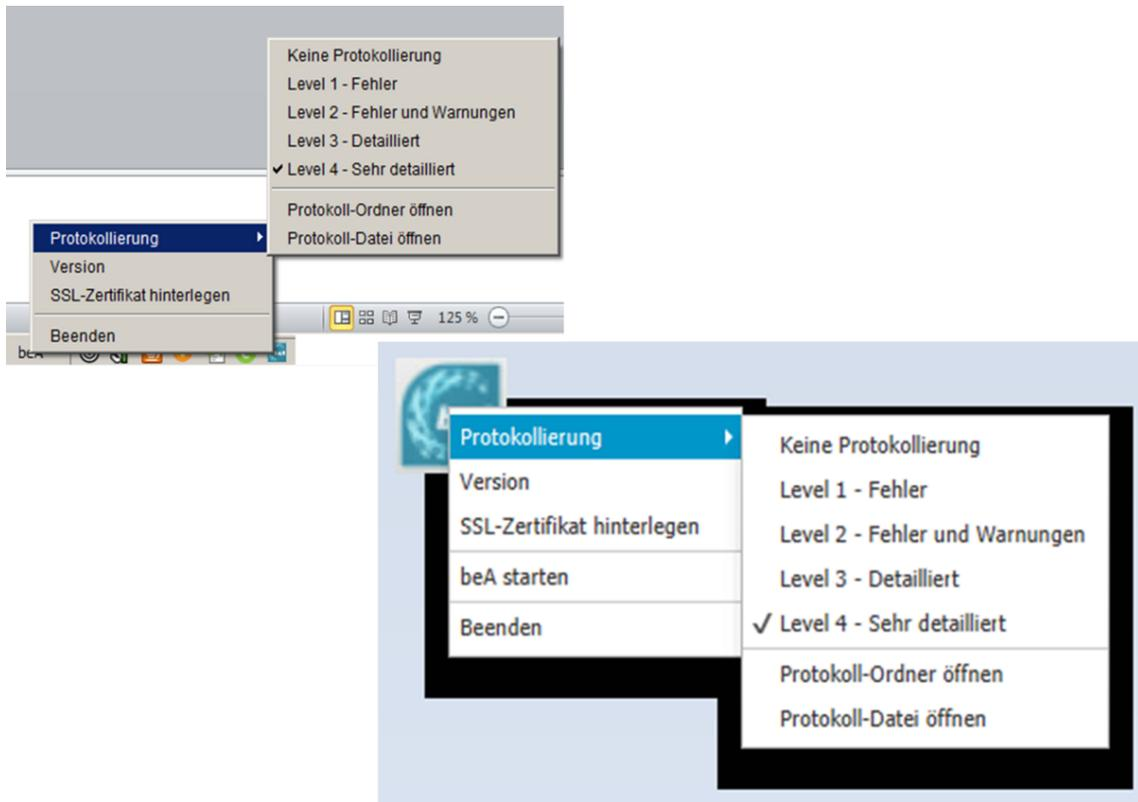 Keine Protokollierung
Level 1 - Fehler
Level 2 - Fehler und Warnungen
Level 3 - Detailliert
Level 4 - Sehr detailliert
Protokoll-Ordner öffnen
Protokoll-Datei öffnen
Protokollierung
Version
SSL-Zertifikat hinterlegen
Beenden
125 %
beA
Protokollierung
Version
SSL-Zertifikat hinterlegen
beA starten
Beenden
Keine Protokollierung
Level 1 - Fehler
Level 2 - Fehler und Warnungen
Level 3 - Detailliert
Level 4 - Sehr detailliert
Protokoll-Ordner öffnen
Protokoll-Datei öffnen